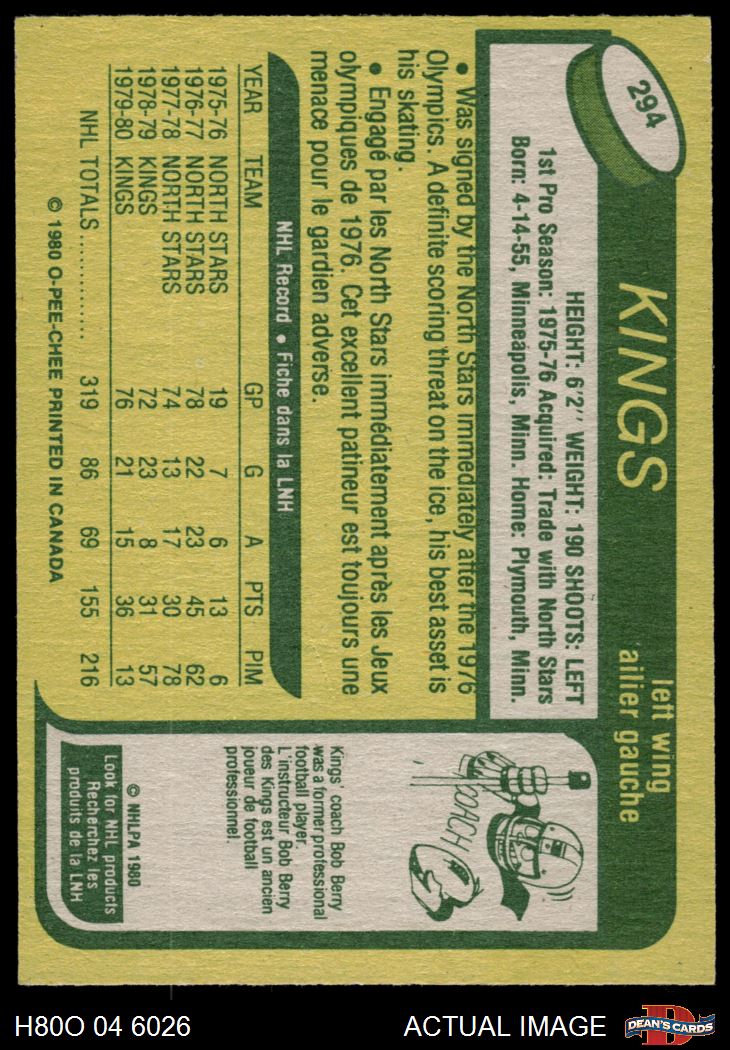 294
KINGS
left wing
ailier gauche
HEIGHT: 6'2'' WEIGHT: 190 SHOOTS: LEFT
1st Pro Season: 1975-76 Acquired: Trade with North Stars
Born: 4-14-55, Minneapolis, Minn. Home: Plymouth, Minn.
• Was signed by the North Stars immediately after the 1976
Olympics. A definite scoring threat on the ice, his best asset is
his skating.
• Engagé par les North Stars immédiatement après les Jeux
olympiques de 1976. Cet excellent patineur est toujours une
menace pour le gardien adverse.
NHL Record • Fiche dans la LNH
YEAR TEAM GP G A PTS PIM
1975-76 NORTH STARS 19 7 6 13 6
1976-77 NORTH STARS 78 22 23 45 62
1977-78 NORTH STARS 74 13 17 30 78
1978-79 KINGS 72 23 8 31 57
1979-80 KINGS 76 21 15 36 13
NHL TOTALS............. 319 86 69 155 216
© 1980 O-PEE-CHEE PRINTED IN CANADA
COACH
Kings' coach Bob Berry
was a former professional
football player.
L'instructeur Bob Berry
des Kings est un ancien
joueur de football
professionnel.
© NHLPA 1980
Look for NHL products
Recherchez les
produits de la LNH
H80O 04 6026
ACTUAL IMAGE
D
DEAN'S CARDS